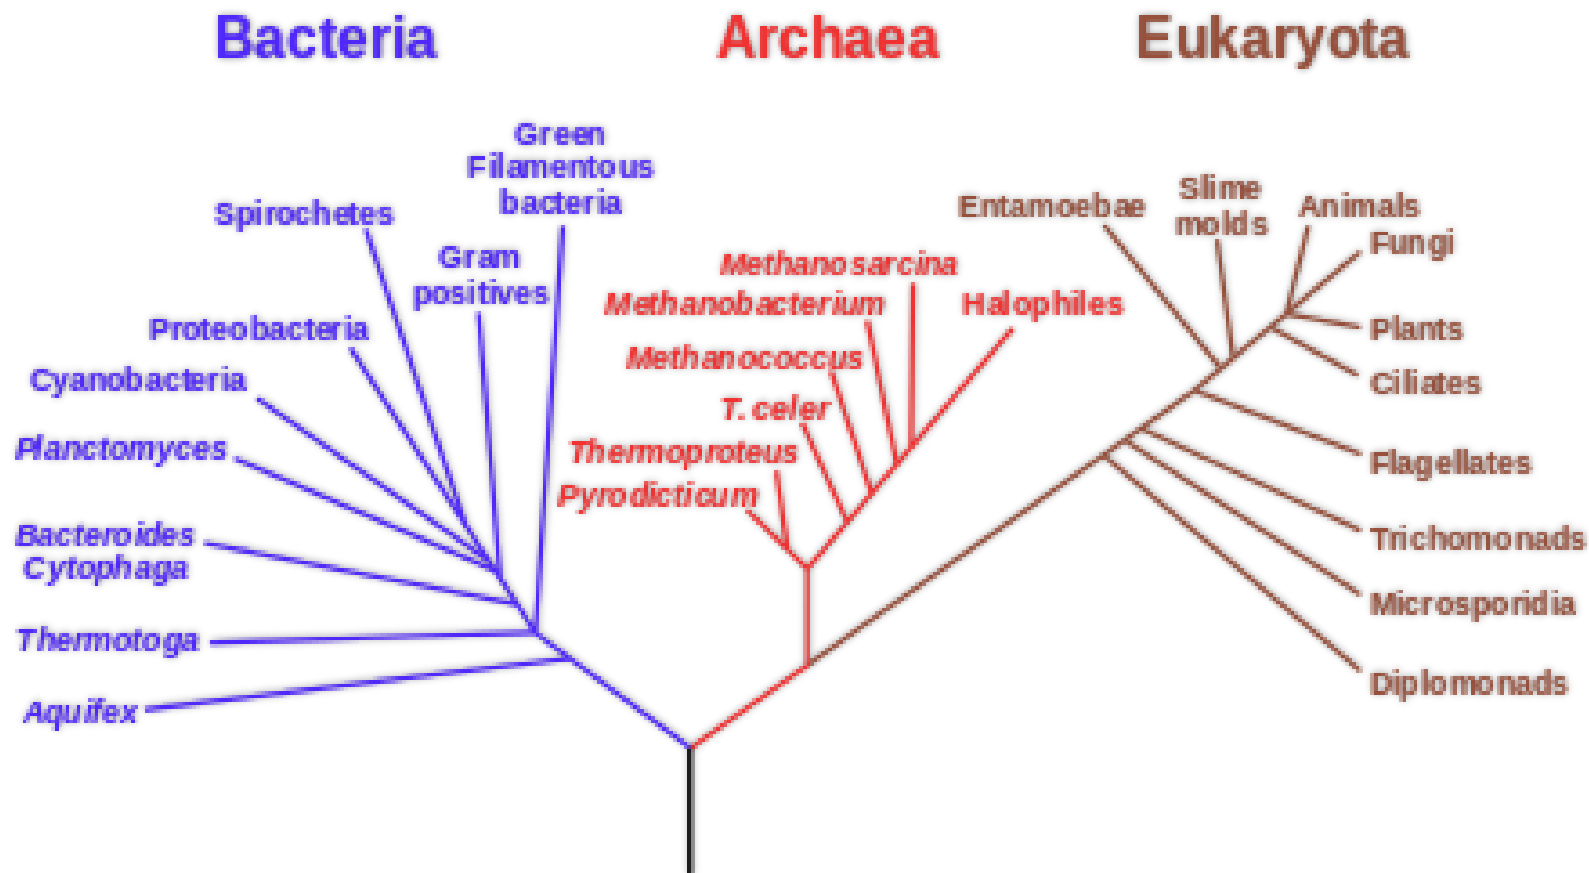 Bacteria
Archaea
Eukaryota
Green
Filamentous
bacteria
Spirochetes
Gram
positives
Proteobacteria
Cyanobacteria
Planctomyces
Bacteroides
Cytophaga
Thermotoga
Aquifex
Methanosarcina
Methanobacterium
Halophiles
Methanococcus
T. celer
Thermoproteus
Pyrodicticum
Entamoebae
Slime
molds
Animals
Fungi
Plants
Ciliates
Flagellates
Trichomonads
Microsporidia
Diplomonads